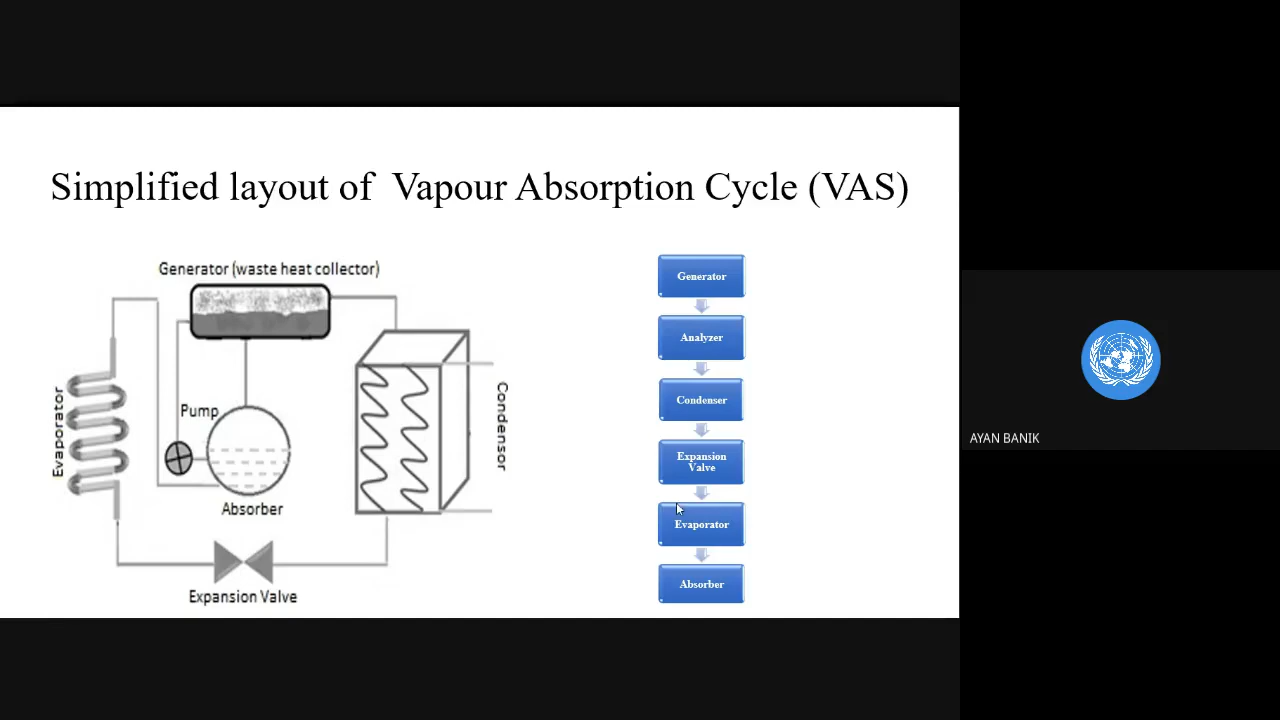 Simplified layout of  Vapour Absorption Cycle (VAS)
Generator (waste heat collector)
Evaporator
Pump
Absorber
Condensor
Expansion Valve
Generator
Analyzer
Condenser
Expansion
Valve
Evaporator
Absorber
AYAN BANIK